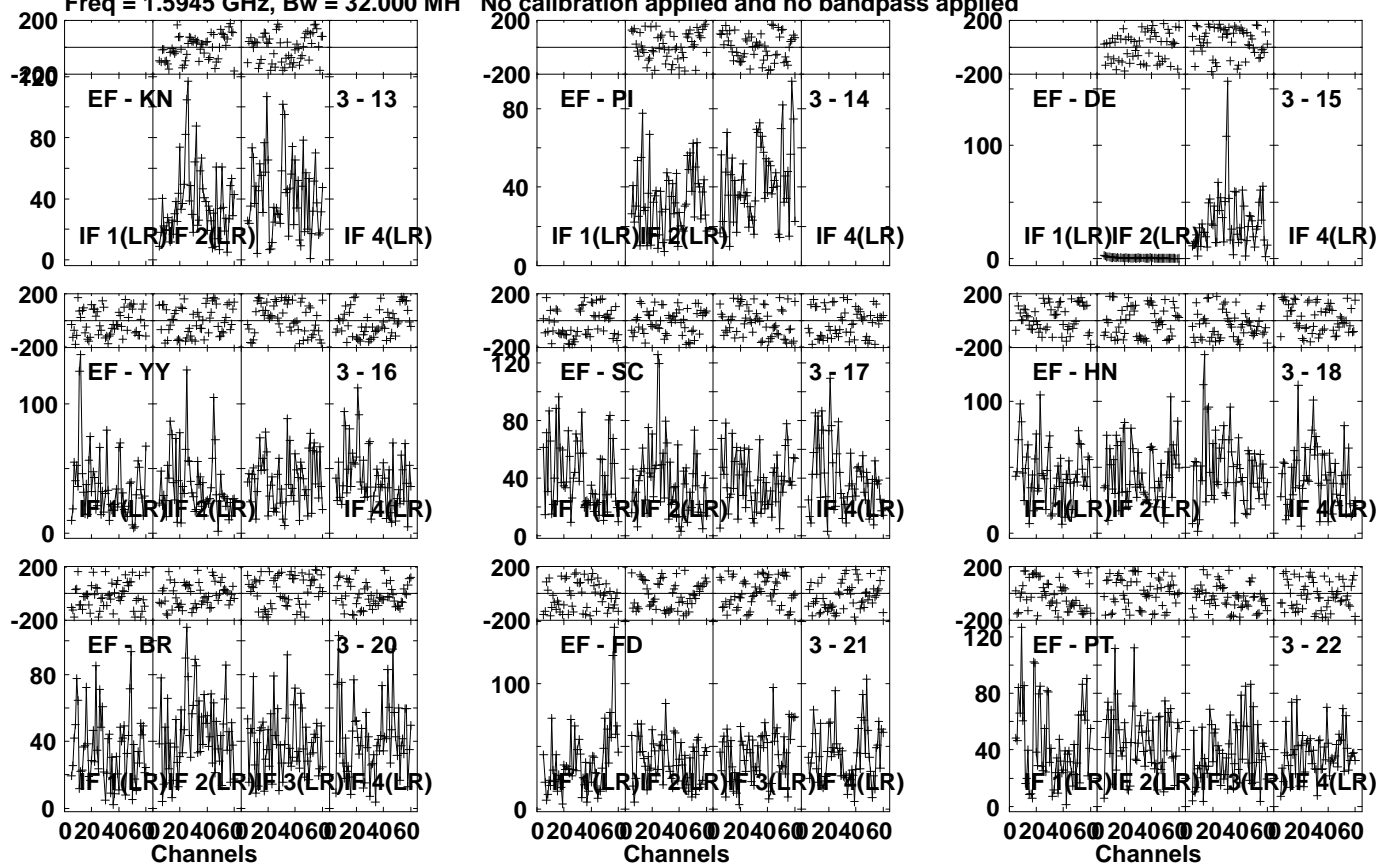 Freq = 1.5945 GHz, Bw = 32.000 MH No calibration applied and no bandpass applied
200 200 200
-200 -200 -200
120
EF - KN 3 - 13 EF - PI 3 - 14 EF - DE 3 - 15
80 80 100
40 40
0 0 0
IF 1(LR) IF 2(LR) IF 4(LR) IF 1(LR) IF 2(LR) IF 4(LR) IF 1(LR) IF 2(LR) IF 4(LR)
200 200 200
-200 -200 -200
120
EF - YY 3 - 16 EF - SC 3 - 17 EF - HN 3 - 18
100 80 100
40
0 0 0
IF 1(LR) IF 2(LR) IF 4(LR) IF 1(LR) IF 2(LR) IF 4(LR) IF 1(LR) IF 2(LR) IF 4(LR)
200 200 200
-200 -200 -200
EF - BR 3 - 20 EF - FD 3 - 21 EF - PT 3 - 22
120
80 100 80
40 40
0 0 0
IF 1(LR) IF 2(LR) IF 3(LR) IF 4(LR) IF 1(LR) IF 2(LR) IF 3(LR) IF 4(LR) IF 1(LR) IF 2(LR) IF 3(LR) IF 4(LR)
0 20 40 60 0 20 40 60 0 20 40 60 0 20 40 60 0 20 40 60 0 20 40 60 0 20 40 60 0 20 40 60 0 20 40 60 0 20 40 60 0 20 40 60 0 20 40 60
Channels Channels Channels